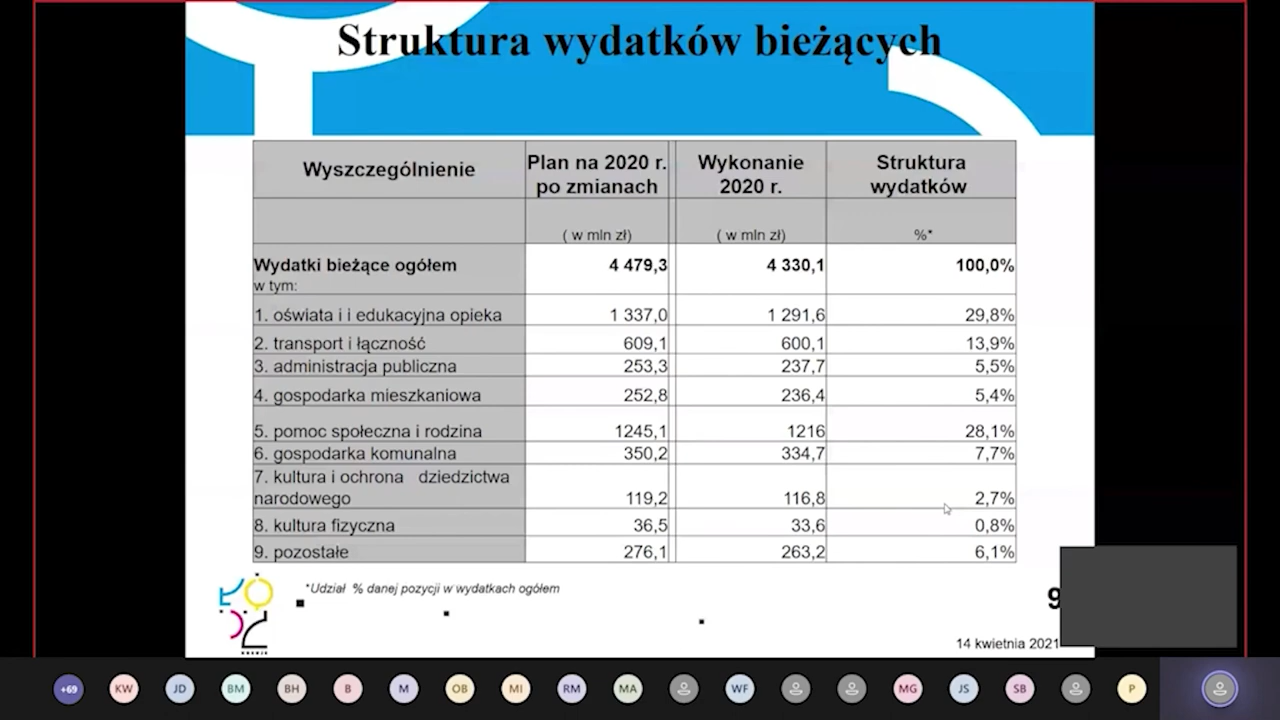 Struktura wydatków bieżących
Wyszczególnienie
Plan na 2020 r. po zmianach
Wykonanie 2020 r.
Struktura wydatków
( w mln zł)
( w mln zł)
%*
Wydatki bieżące ogółem 4 479,3 4 330,1 100,0%
w tym:
1. oświata i i edukacyjna opieka 1 337,0 1 291,6 29,8%
2. transport i łączność 609,1 600,1 13,9%
3. administracja publiczna 253,3 237,7 5,5%
4. gospodarka mieszkaniowa 252,8 236,4 5,4%
5. pomoc społeczna i rodzina 1245,1 1216 28,1%
6. gospodarka komunalna 350,2 334,7 7,7%
7. kultura i ochrona dziedzictwa
narodowego 119,2 116,8 2,7%
8. kultura fizyczna 36,5 33,6 0,8%
9. pozostałe 276,1 263,2 6,1%
*Udział % danej pozycji w wydatkach ogółem
9
14 kwietnia 2021
+69 KW JD BM BH B M OB MI RM MA WF MG JS SB P